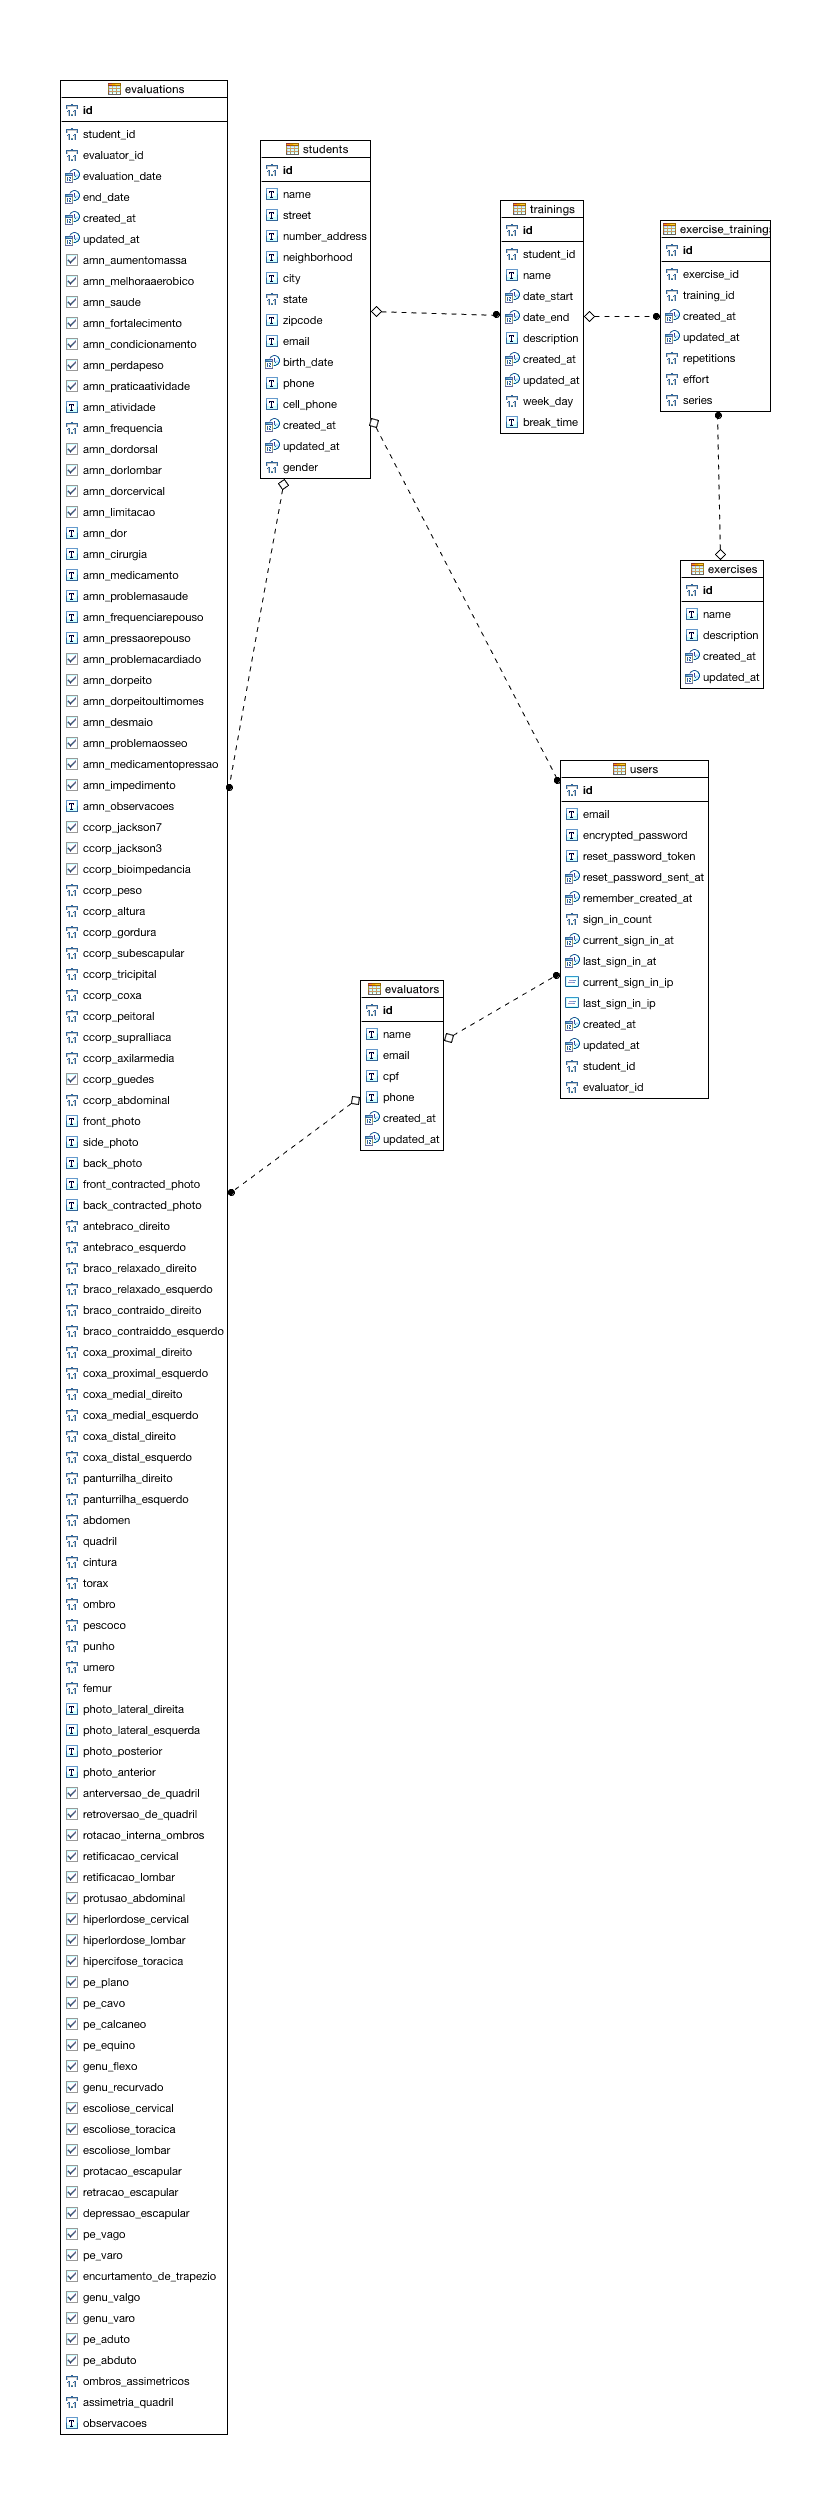 evaluations
id
student_id
evaluator_id
evaluation_date
end_date
created_at
updated_at
amn_aumentomassa
amn_melhoraaerobico
amn_saude
amn_fortalecimento
amn_condicionamento
amn_perdapeso
amn_praticaatividade
amn_atividade
amn_frequencia
amn_dordorsal
amn_dorlombar
amn_dorcervical
amn_limitacao
amn_dor
amn_cirurgia
amn_medicamento
amn_problemasaude
amn_frequenciarepouso
amn_pressaorepouso
amn_problemacardiado
amn_dorpeito
amn_dorpeitoultimomes
amn_desmaio
amn_problemaosseo
amn_medicamentopressao
amn_impedimento
amn_observacoes
ccorp_jackson7
ccorp_jackson3
ccorp_bioimpedancia
ccorp_peso
ccorp_altura
ccorp_gordura
ccorp_subescapular
ccorp_tricipital
ccorp_coxa
ccorp_peitoral
ccorp_supralliaca
ccorp_axilarmedia
ccorp_guedes
ccorp_abdominal
front_photo
side_photo
back_photo
front_contracted_photo
back_contracted_photo
antebraco_direito
antebraco_esquerdo
braco_relaxado_direito
braco_relaxado_esquerdo
braco_contraido_direito
braco_contraiddo_esquerdo
coxa_proximal_direito
coxa_proximal_esquerdo
coxa_medial_direito
coxa_medial_esquerdo
coxa_distal_direito
coxa_distal_esquerdo
panturrilha_direito
panturrilha_esquerdo
abdomen
quadril
cintura
torax
ombro
pescoco
punho
umero
femur
photo_lateral_direita
photo_lateral_esquerda
photo_posterior
photo_anterior
anterversao_de_quadril
retroversao_de_quadril
rotacao_interna_ombros
retificacao_cervical
retificacao_lombar
protusao_abdominal
hiperlordose_cervical
hiperlordose_lombar
hipercifose_toracica
pe_plano
pe_cavo
pe_calcaneo
pe_equino
genu_flexo
genu_recurvado
escoliose_cervical
escoliose_toracica
escoliose_lombar
protacao_escapular
retracao_escapular
depressao_escapular
pe_vago
pe_varo
encurtamento_de_trapezio
genu_valgo
genu_varo
pe_aduto
pe_abduto
ombros_assimetricos
assimetria_quadril
observacoes
students
id
name
street
number_address
neighborhood
city
state
zipcode
email
birth_date
phone
cell_phone
created_at
updated_at
gender
trainings
id
student_id
name
date_start
date_end
description
created_at
updated_at
week_day
break_time
exercise_trainings
id
exercise_id
training_id
created_at
updated_at
repetitions
effort
series
exercises
id
name
description
created_at
updated_at
users
id
email
encrypted_password
reset_password_token
reset_password_sent_at
remember_created_at
sign_in_count
current_sign_in_at
last_sign_in_at
current_sign_in_ip
last_sign_in_ip
created_at
updated_at
student_id
evaluator_id
evaluators
id
name
email
cpf
phone
created_at
updated_at